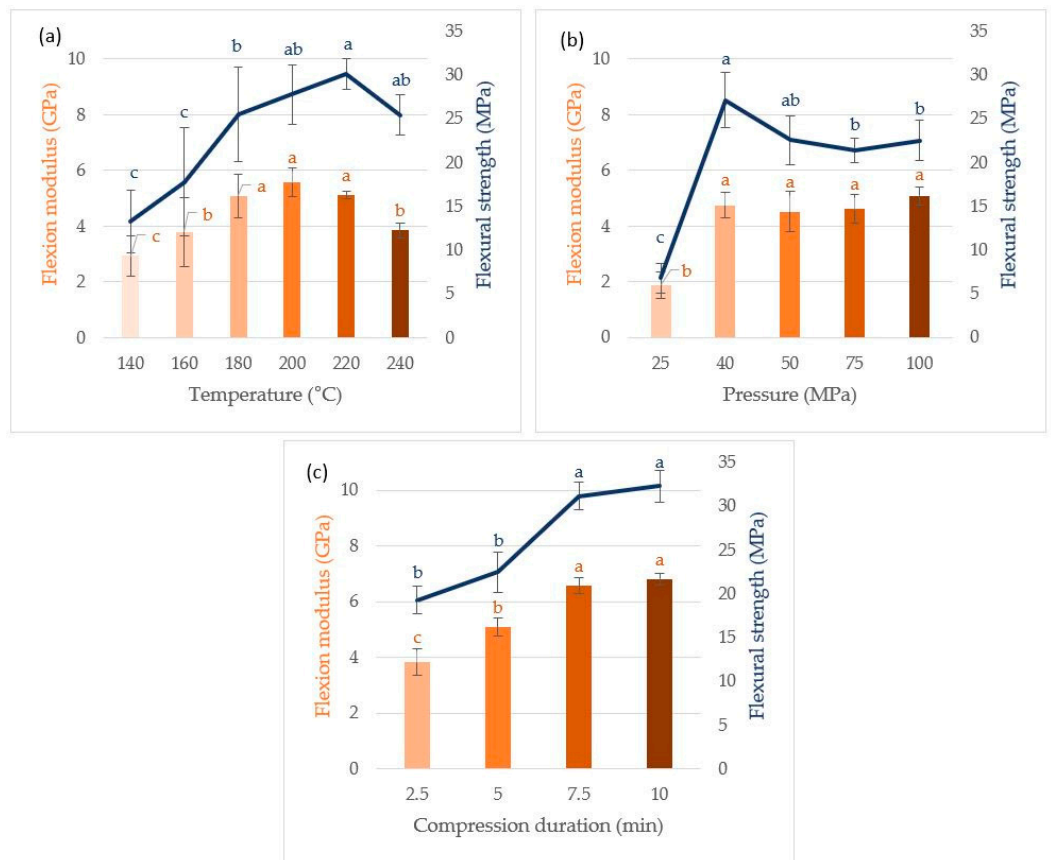 (a)
Flexion modulus (GPa)
10
8
6
4
2
0
c
c
b
ab
a
ab
c
b
a
a
a
b
35
30
25
20
15
10
5
0
Flexural strength (MPa)
140 160 180 200 220 240
Temperature (°C)
(b)
Flexion modulus (GPa)
10
8
6
4
2
0
c
a
ab
b
b
b
a
a
a
a
35
30
25
20
15
10
5
0
Flexural strength (MPa)
25 40 50 75 100
Pressure (MPa)
(c)
Flexion modulus (GPa)
10
8
6
4
2
0
b
b
a
a
c
b
a
a
35
30
25
20
15
10
5
0
Flexural strength (MPa)
2.5 5 7.5 10
Compression duration (min)